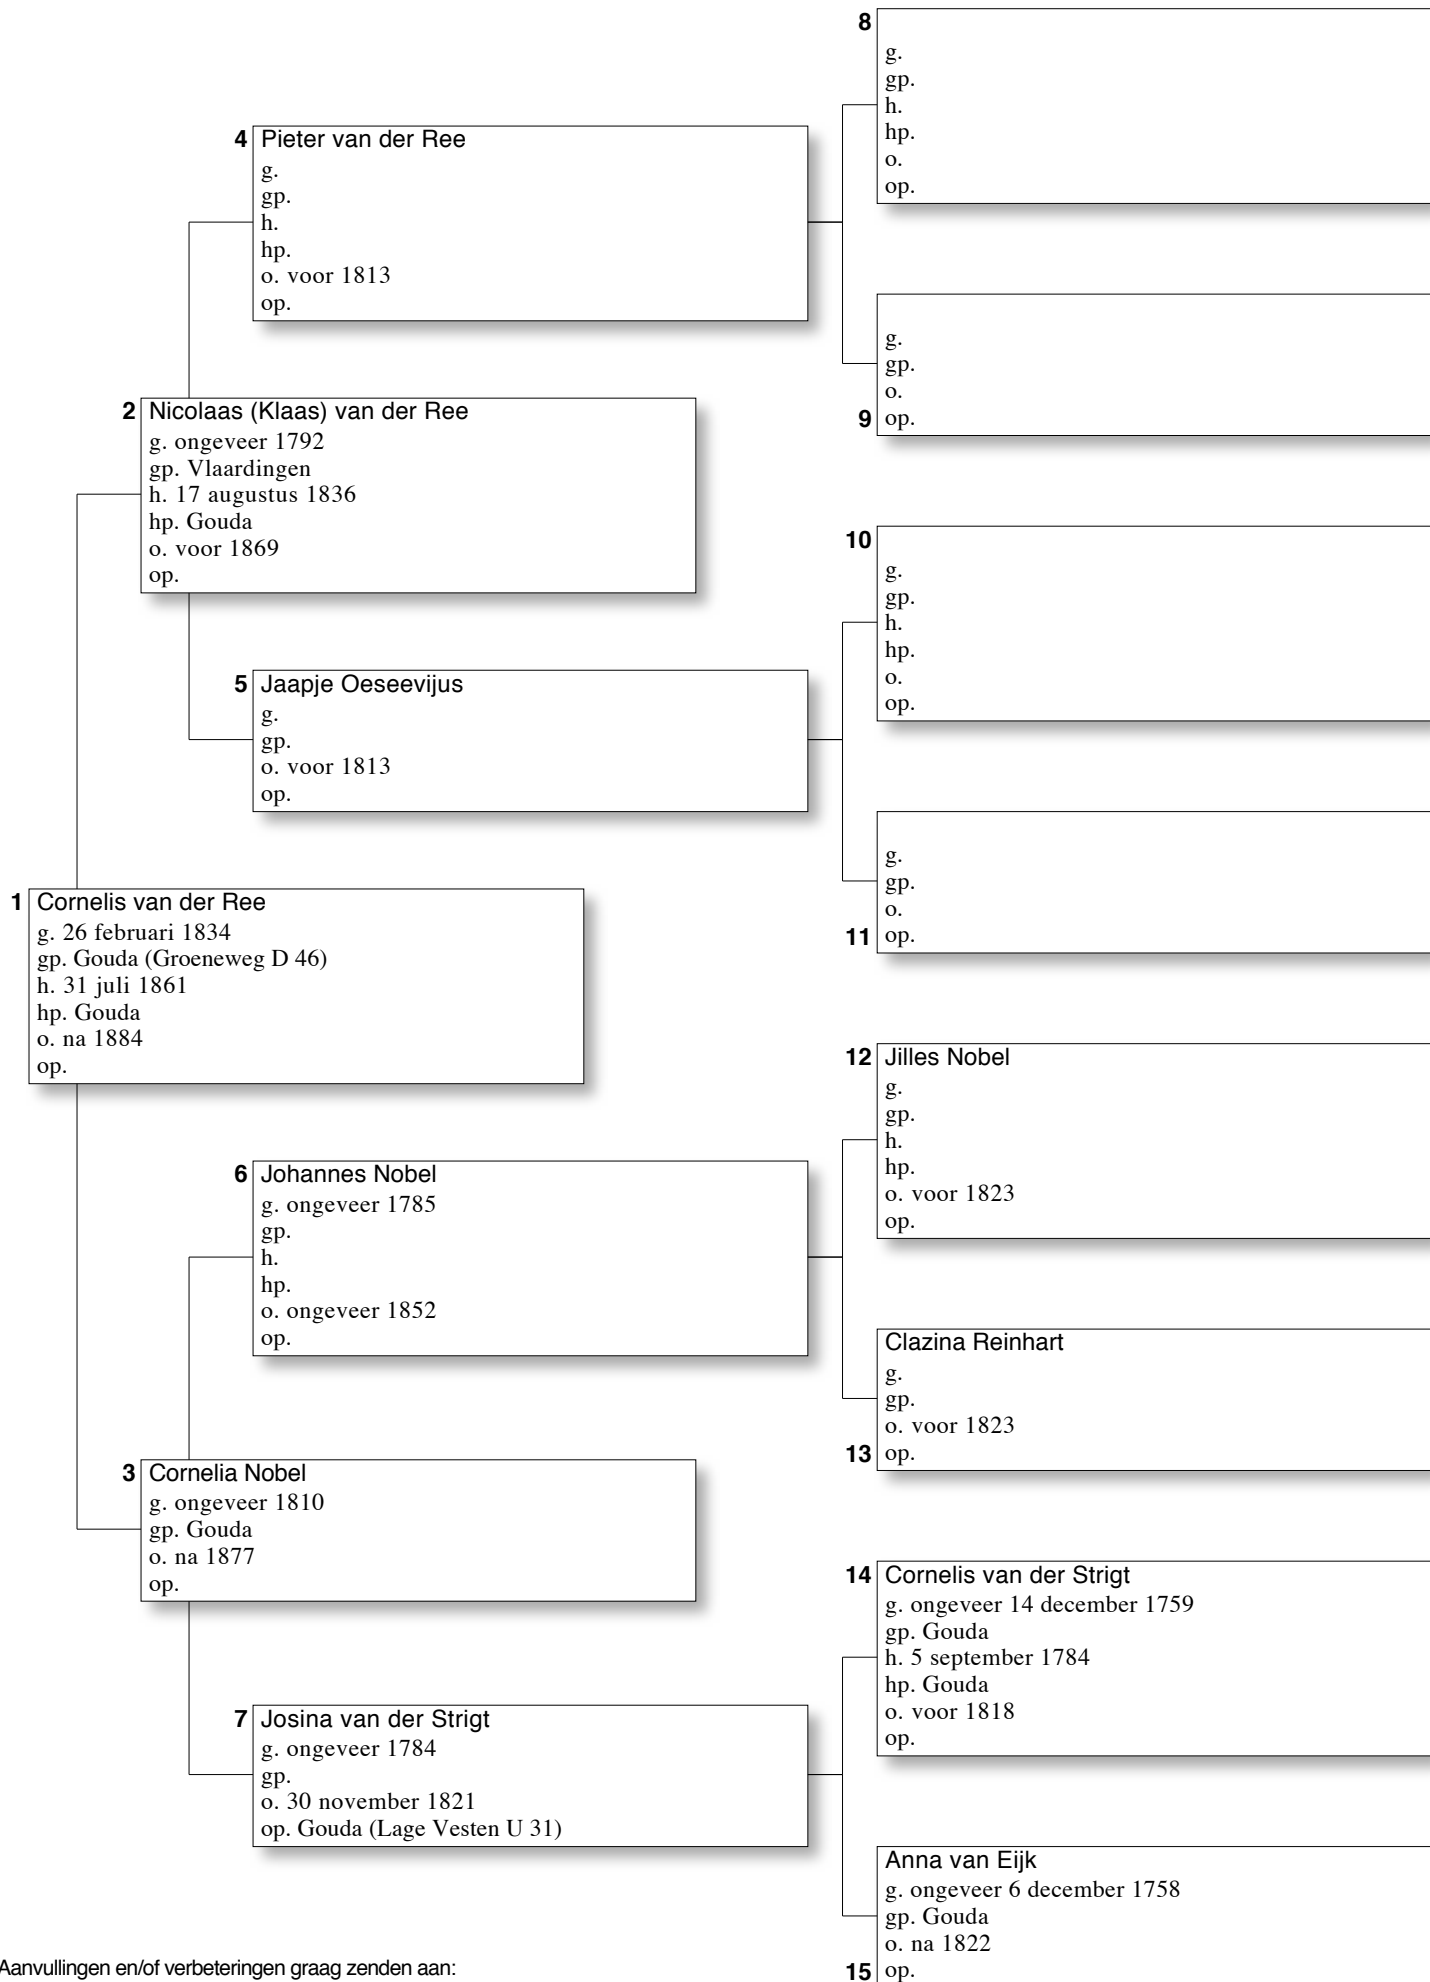 8
g.
gp.
h.
hp.
o.
op.
4 Pieter van der Ree
g.
gp.
h.
hp.
o. voor 1813
op.
g.
gp.
o.
9 op.
2 Nicolaas (Klaas) van der Ree
g. ongeveer 1792
gp. Vlaardingen
h. 17 augustus 1836
hp. Gouda
o. voor 1869
op.
10
g.
gp.
h.
hp.
o.
op.
5 Jaapje Oeseevijus
g.
gp.
o. voor 1813
op.
g.
gp.
o.
11 op.
1 Cornelis van der Ree
g. 26 februari 1834
gp. Gouda (Groeneweg D 46)
h. 31 juli 1861
hp. Gouda
o. na 1884
op.
12 Jilles Nobel
g.
gp.
h.
hp.
o. voor 1823
op.
6 Johannes Nobel
g. ongeveer 1785
gp.
h.
hp.
o. ongeveer 1852
op.
Clazina Reinhart
g.
gp.
o. voor 1823
13 op.
3 Cornelia Nobel
g. ongeveer 1810
gp. Gouda
o. na 1877
op.
14 Cornelis van der Strigt
g. ongeveer 14 december 1759
gp. Gouda
h. 5 september 1784
hp. Gouda
o. voor 1818
op.
7 Josina van der Strigt
g. ongeveer 1784
gp.
o. 30 november 1821
op. Gouda (Lage Vesten U 31)
Anna van Eijk
g. ongeveer 6 december 1758
gp. Gouda
o. na 1822
15 op.
Aanvullingen en/of verbeteringen graag zenden aan: